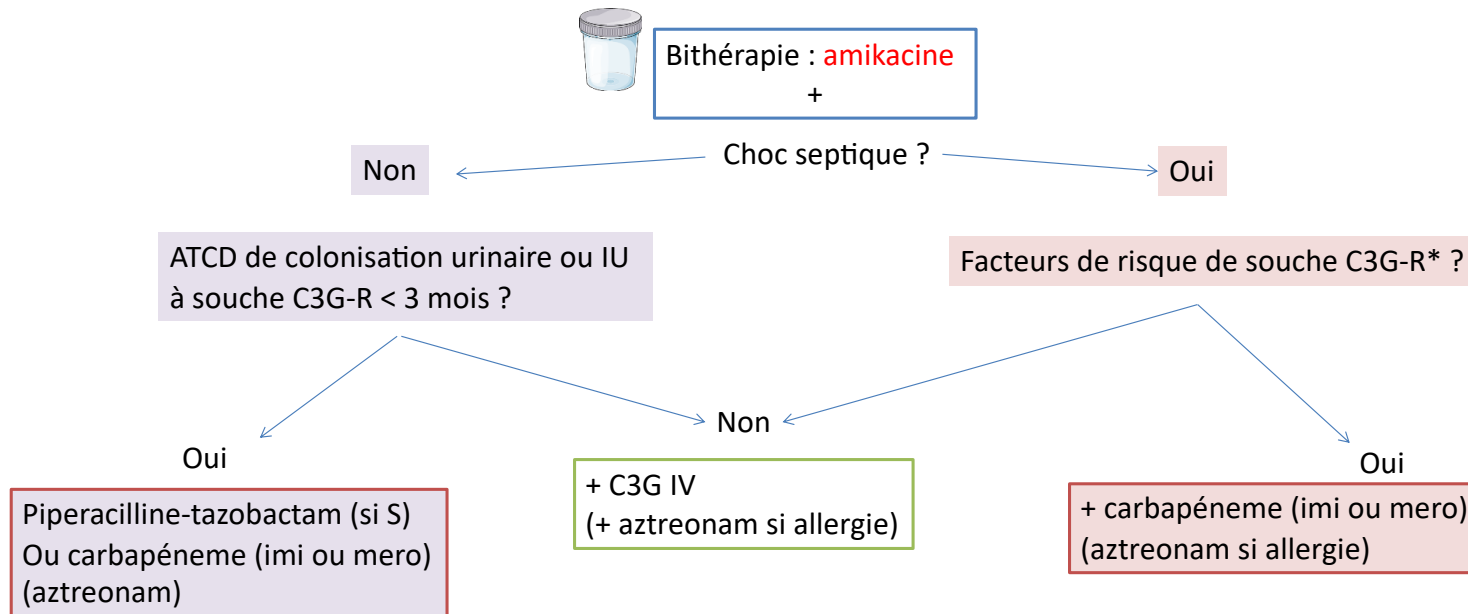 Bithérapie : amikacine
+
Choc septique ?
Non
Oui
ATCD de colonisation urinaire ou IU
à souche C3G-R < 3 mois ?
Facteurs de risque de souche C3G-R* ?
Non
Oui
Oui
Piperacilline-tazobactam (si S)
Ou carbapéneme (imi ou mero)
(aztreonam)
+ C3G IV
(+ aztreonam si allergie)
+ carbapéneme (imi ou mero)
(aztreonam si allergie)